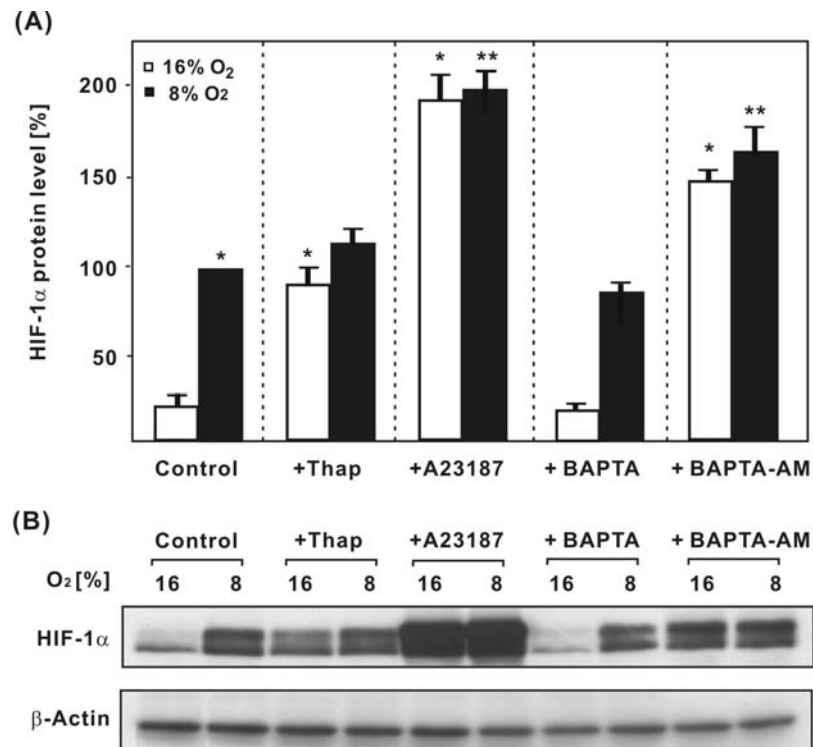 (A)
HIF-1α protein level [%]
200
150
100
50
16% O₂
8% O₂
* * * ** * **
Control +Thap +A23187 + BAPTA + BAPTA-AM
(B)
Control +Thap +A23187 + BAPTA + BAPTA-AM
O₂ [%] 16 8 16 8 16 8 16 8 16 8
HIF-1α
β-Actin